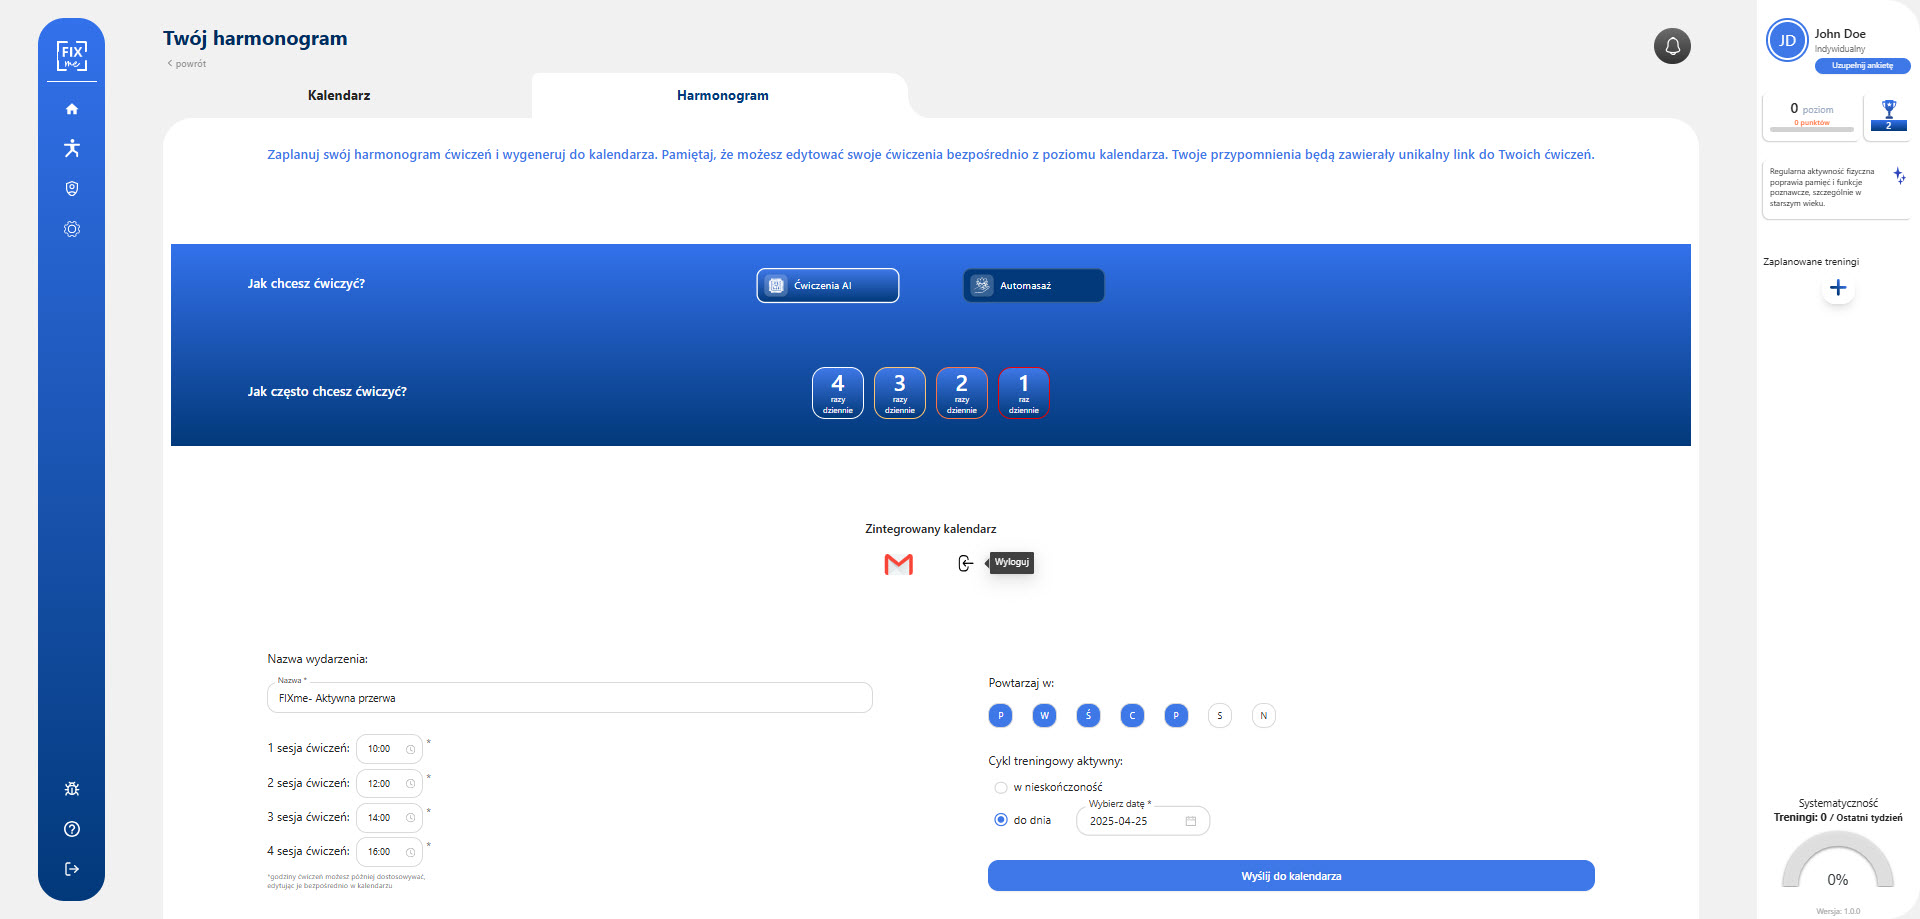 FIX
me
Twój harmonogram
< powrót
Kalendarz
Harmonogram
Zaplanuj swój harmonogram ćwiczeń i wygeneruj do kalendarza. Pamiętaj, że możesz edytować swoje ćwiczenia bezpośrednio z poziomu kalendarza. Twoje przypomnienia będą zawierały unikalny link do Twoich ćwiczeń.
Jak chcesz ćwiczyć?
Ćwiczenia AI
Automasaż
Jak często chcesz ćwiczyć?
4
razy
dziennie
3
razy
dziennie
2
razy
dziennie
1
raz
dziennie
Zintegrowany kalendarz
Wyloguj
Nazwa wydarzenia:
Nazwa *
FIXme- Aktywna przerwa
1 sesja ćwiczeń: 10:00 *
2 sesja ćwiczeń: 12:00 *
3 sesja ćwiczeń: 14:00 *
4 sesja ćwiczeń: 16:00 *
*godziny ćwiczeń możesz później dostosowywać,
edytując je bezpośrednio w kalendarzu
Powtarzaj w:
P W Ś C P S N
Cykl treningowy aktywny:
w nieskończoność
do dnia
Wybierz datę *
2025-04-25
Wyślij do kalendarza
JD
John Doe
Indywidualny
Uzupełnij ankietę
0 poziom
0 punktów
2
Regularna aktywność fizyczna
poprawia pamięć i funkcje
poznawcze, szczególnie w
starszym wieku.
Zaplanowane treningi
Systematyczność
Treningi: 0 / Ostatni tydzień
0%
Wersja: 1.0.0